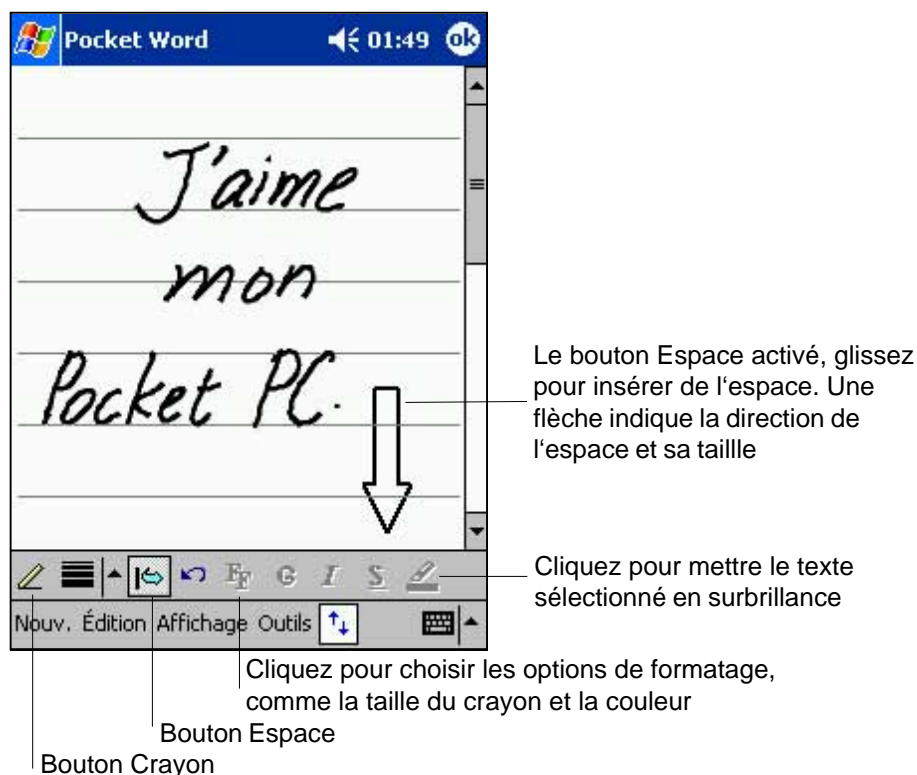 Pocket Word 01:49 ok
J'aime
mon
Pocket PC.
Le bouton Espace activé, glissez
pour insérer de l‘espace. Une
flèche indique la direction de
l‘espace et sa taillle
FF G I S
Cliquez pour mettre le texte
sélectionné en surbrillance
Nouv. Édition Affichage Outils
Cliquez pour choisir les options de formatage,
comme la taille du crayon et la couleur
Bouton Espace
Bouton Crayon